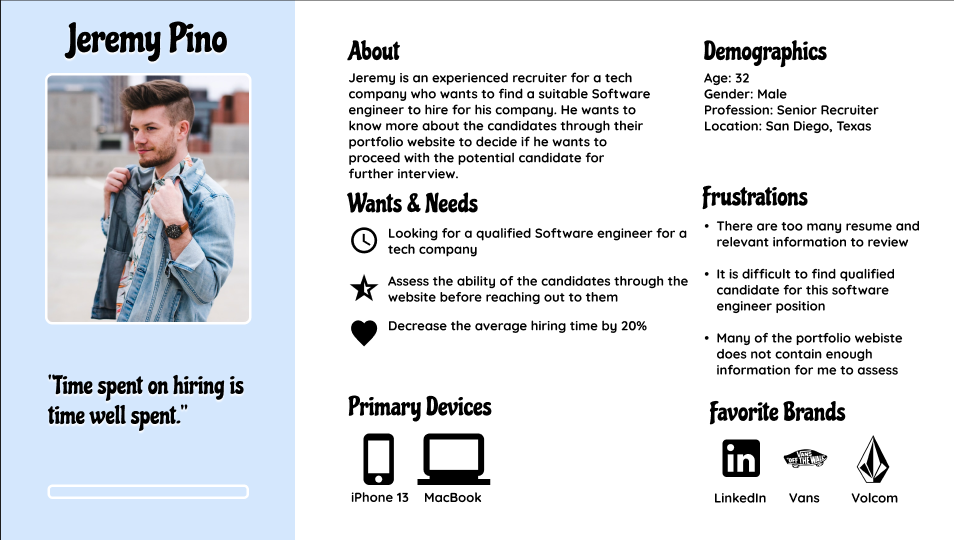 Jeremy Pino
"Time spent on hiring is
time well spent."
About
Jeremy is an experienced recruiter for a tech
company who wants to find a suitable Software
engineer to hire for his company. He wants to
know more about the candidates through their
portfolio website to decide if he wants to
proceed with the potential candidate for
further interview.
Wants & Needs
Looking for a qualified Software engineer for a
tech company
Assess the ability of the candidates through the
website before reaching out to them
Decrease the average hiring time by 20%
Primary Devices
iPhone 13
MacBook
Demographics
Age: 32
Gender: Male
Profession: Senior Recruiter
Location: San Diego, Texas
Frustrations
• There are too many resume and
relevant information to review
• It is difficult to find qualified
candidate for this software
engineer position
• Many of the portfolio webiste
does not contain enough
information for me to assess
Favorite Brands
in
VANS
"OFF THE WALL"
LinkedIn
Vans
Volcom